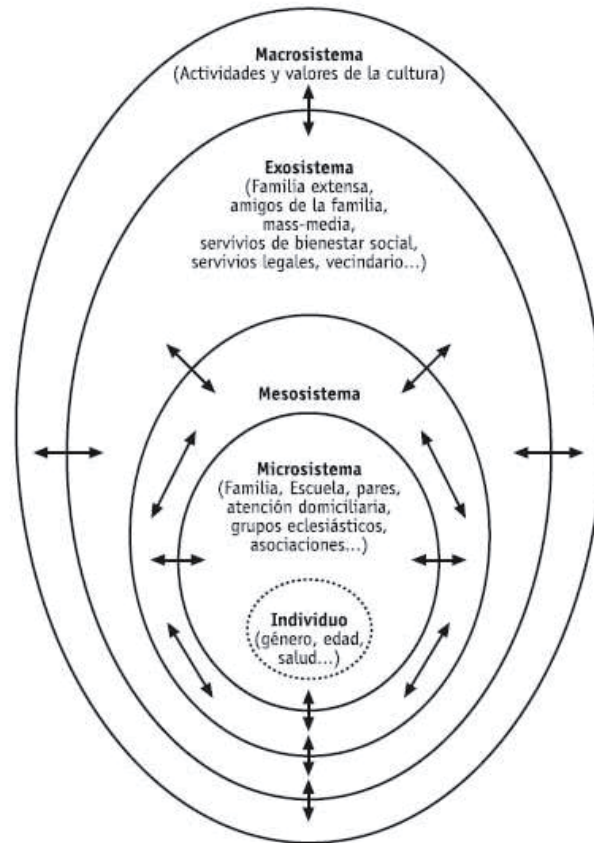 Macrosistema
(Actividades y valores de la cultura)
Exosistema
(Familia extensa,
amigos de la familia,
mass-media,
servivios de bienestar social,
servivios legales, vecindario...)
Mesosistema
Microsistema
(Familia, Escuela, pares,
atención domiciliaria,
grupos eclesiásticos,
asociaciones...)
Individuo
(género, edad,
salud...)